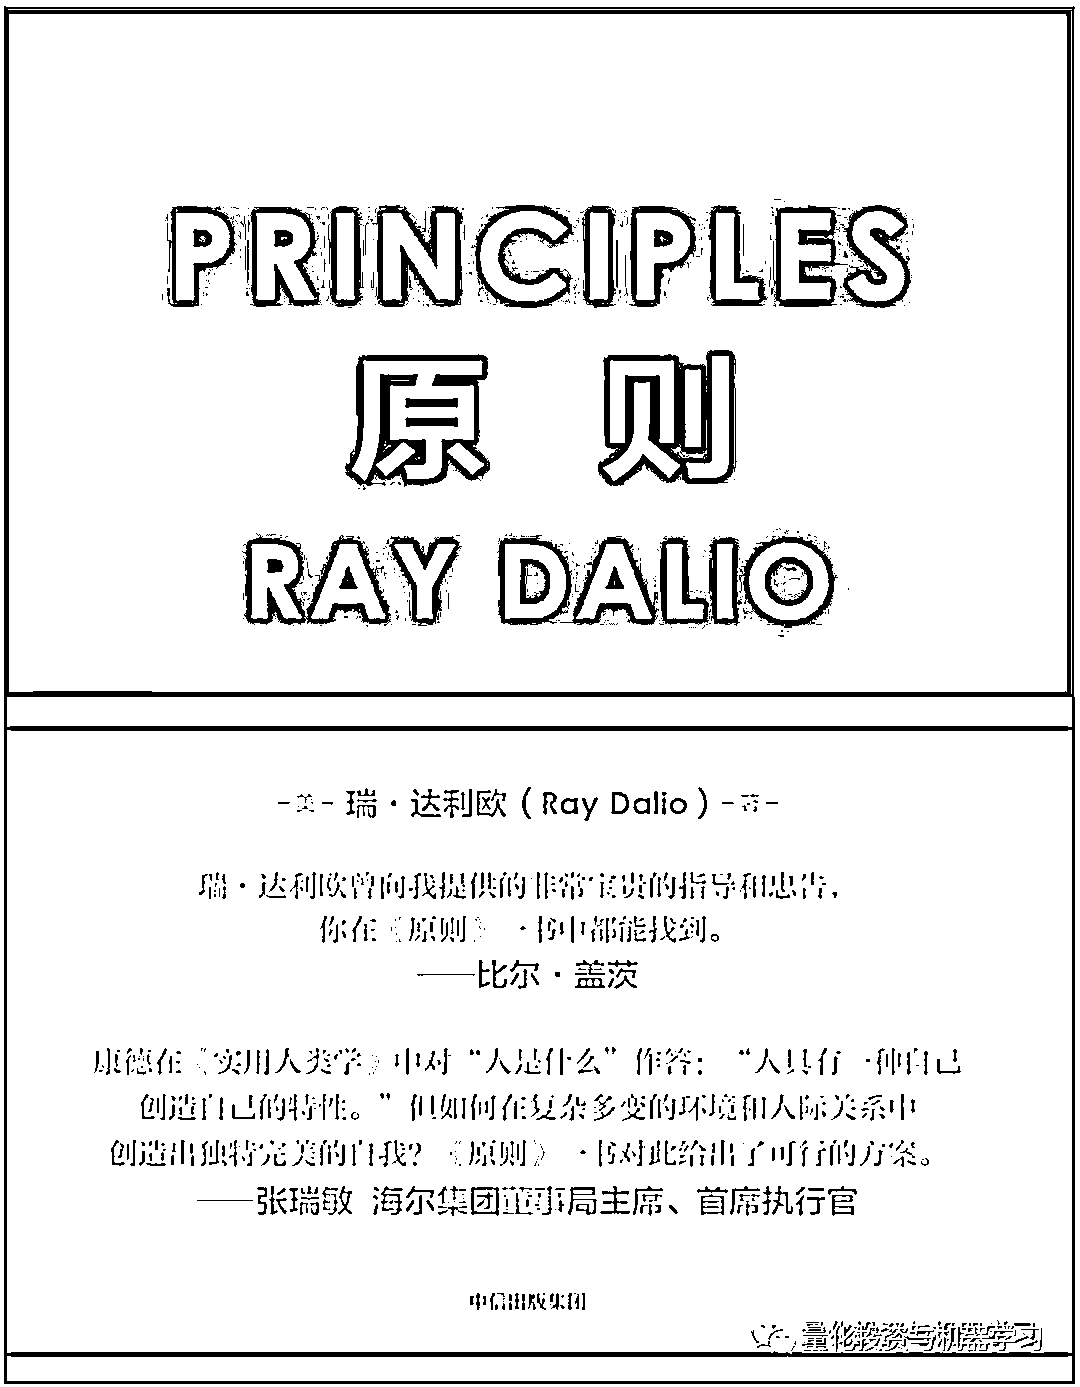 PRINCIPLES
原 则
RAY DALIO
-美- 瑞·达利欧（Ray Dalio）-著-
瑞·达利欧曾向我提供的非常宝贵的指导和忠告，
你在《原则》一书中都能找到。
——比尔·盖茨
康德在《实用人类学》中对“人是什么”作答：“人具有一种自己
创造自己的特性。”但如何在复杂多变的环境和人际关系中
创造出独特完美的自我？《原则》一书对此给出了可行的方案。
——张瑞敏 海尔集团董事局主席、首席执行官
中信出版集团
量化投资与机器学习